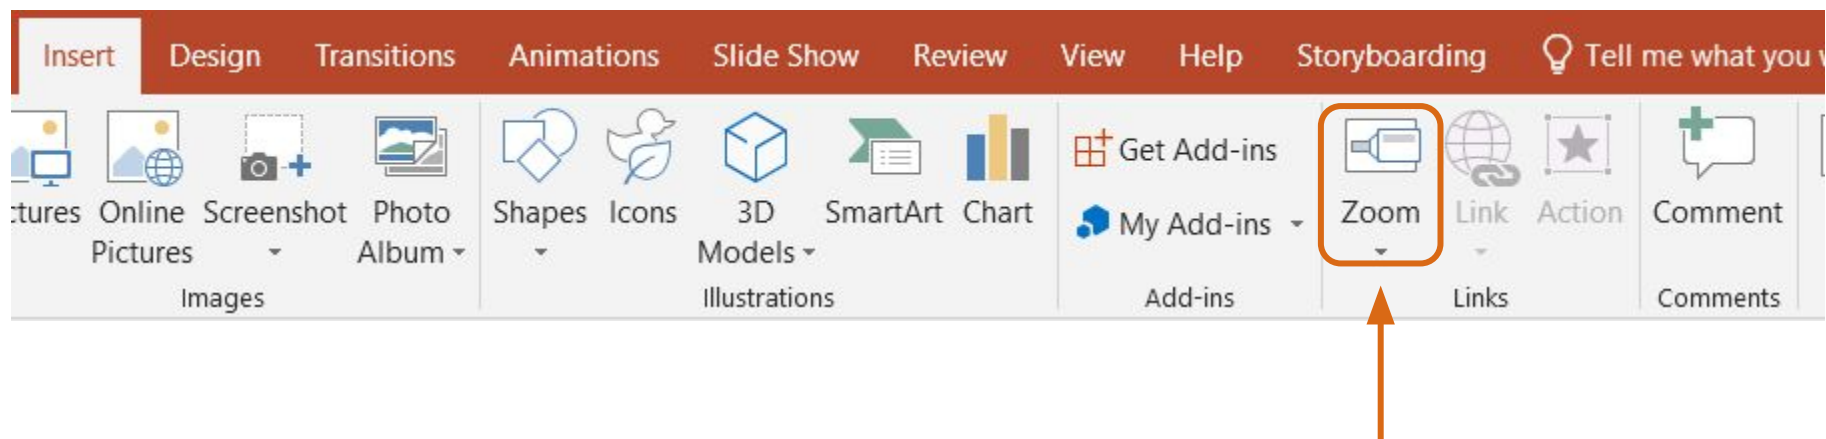 Insert Design Transitions Animations Slide Show Review View Help Storyboarding Tell me what you
Online Pictures
Screenshot
Photo Album
Shapes
Icons
3D Models
SmartArt
Chart
Get Add-ins
My Add-ins
Zoom
Link
Action
Comment
Images
Illustrations
Add-ins
Links
Comments